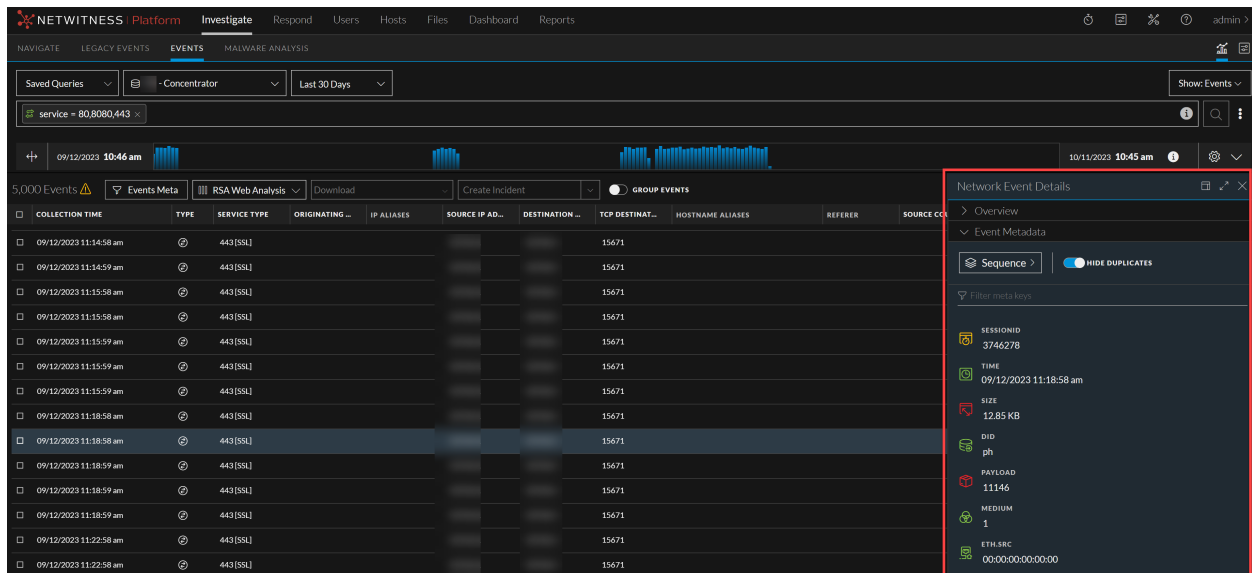 NETWITNESS | Platform Investigate Respond Users Hosts Files Dashboard Reports admin >
NAVIGATE LEGACY EVENTS EVENTS MALWARE ANALYSIS
Saved Queries - Concentrator Last 30 Days Show: Events
service = 80,8080,443 ×
09/12/2023 10:46 am 10/11/2023 10:45 am
5,000 Events Events Meta RSA Web Analysis Download Create Incident GROUP EVENTS
COLLECTION TIME TYPE SERVICE TYPE ORIGINATING ... IP ALIASES SOURCE IP AD... DESTINATION ... TCP DESTINAT... HOSTNAME ALIASES REFERER SOURCE COU
09/12/2023 11:14:58 am 443 [SSL] 15671
09/12/2023 11:14:59 am 443 [SSL] 15671
09/12/2023 11:15:58 am 443 [SSL] 15671
09/12/2023 11:15:58 am 443 [SSL] 15671
09/12/2023 11:15:59 am 443 [SSL] 15671
09/12/2023 11:15:59 am 443 [SSL] 15671
09/12/2023 11:15:59 am 443 [SSL] 15671
09/12/2023 11:18:58 am 443 [SSL] 15671
09/12/2023 11:18:58 am 443 [SSL] 15671
09/12/2023 11:18:59 am 443 [SSL] 15671
09/12/2023 11:18:59 am 443 [SSL] 15671
09/12/2023 11:18:59 am 443 [SSL] 15671
09/12/2023 11:22:58 am 443 [SSL] 15671
09/12/2023 11:22:58 am 443 [SSL] 15671
Network Event Details
Overview
Event Metadata
Sequence > HIDE DUPLICATES
Filter meta keys
SESSIONID
3746278
TIME
09/12/2023 11:18:58 am
SIZE
12.85 KB
DID
ph
PAYLOAD
11146
MEDIUM
1
ETH.SRC
00:00:00:00:00:00